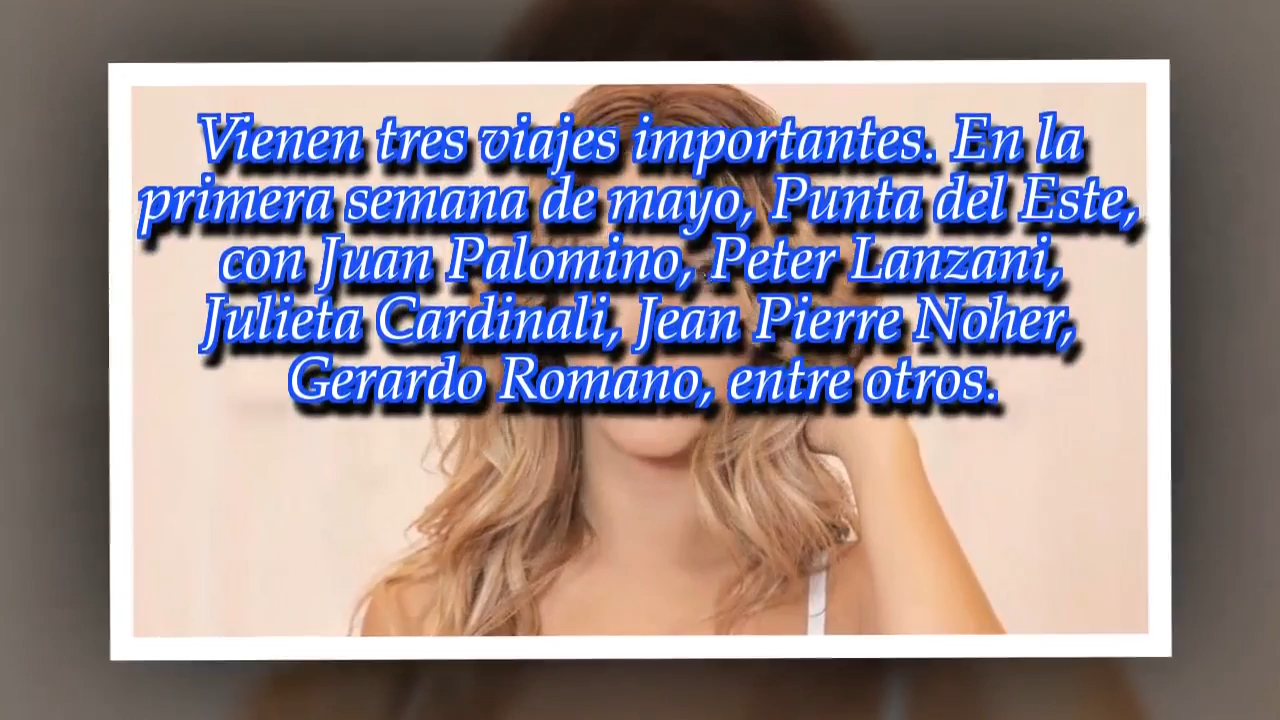 Vienen tres viajes importantes. En la
primera semana de mayo, Punta del Este,
con Juan Palomino, Peter Lanzani,
Julieta Cardinali, Jean Pierre Noher,
Gerardo Romano, entre otros.